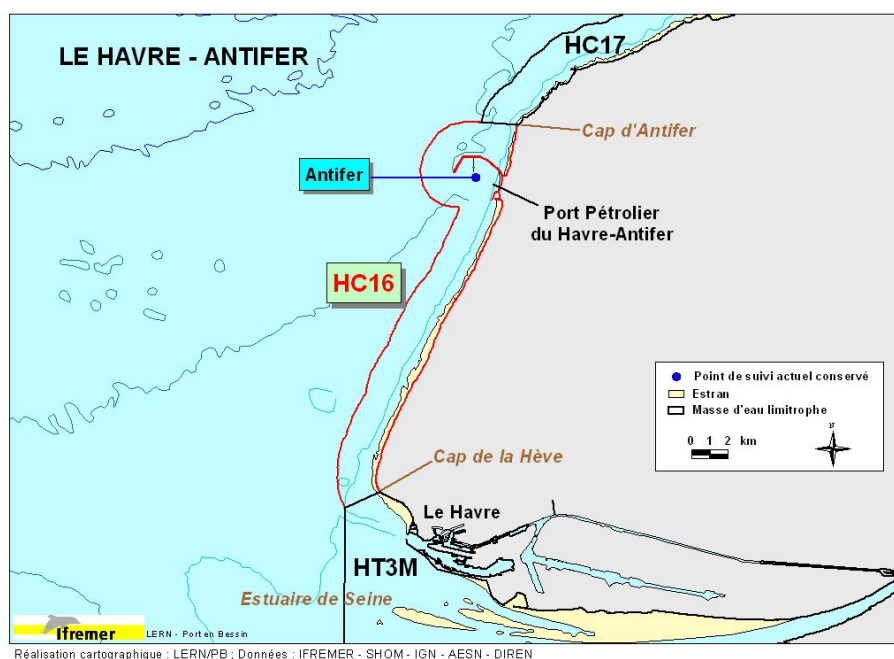 LE HAVRE - ANTIFER
HC17
Cap d'Antifer
Antifer
Port Pétrolier
du Havre-Antifer
HC16
Point de suivi actuel conservé
Estran
Masse d'eau limitrophe
0 1 2 km
N
Cap de la Hève
Le Havre
HT3M
Estuaire de Seine
Ifremer
LERN - Port en Bessin
Réalisation cartographique : LERN/PB ; Données : IFREMER - SHOM - IGN - AESN - DIREN